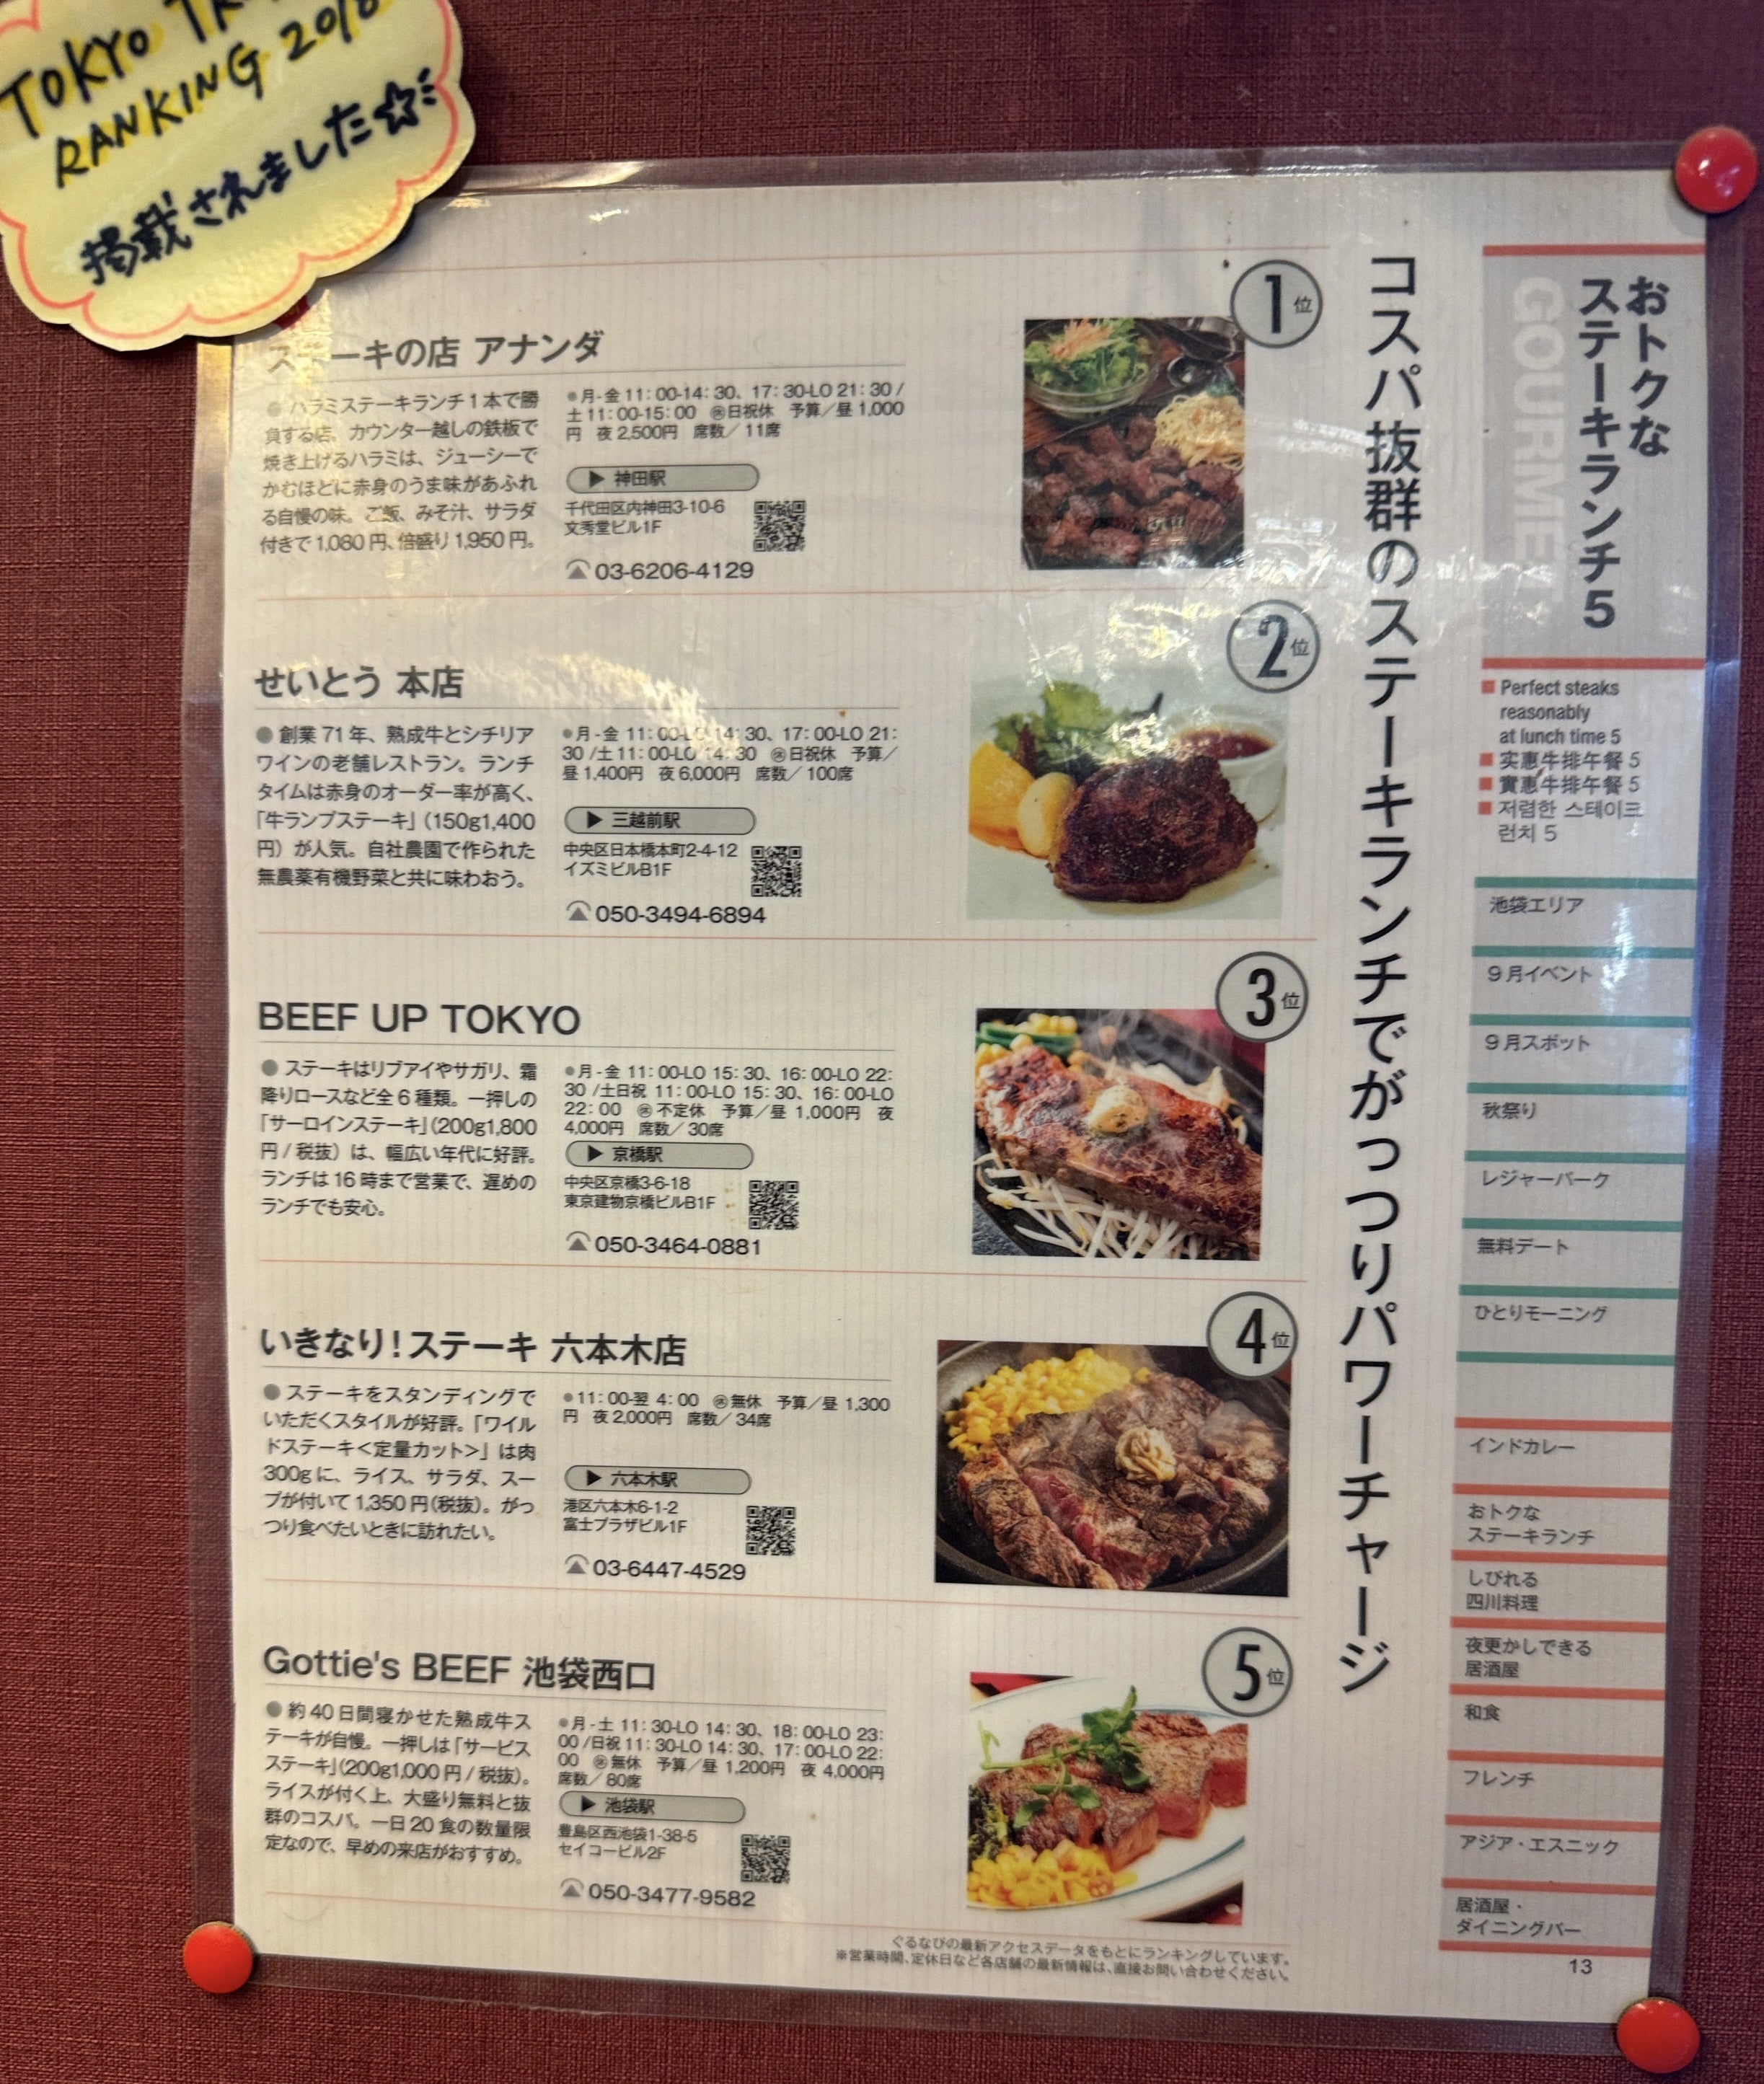 TOKYO
RANKING 2018
掲載されました☆
おトクな
ステーキランチ5
GOURME
コスパ抜群のステーキランチでがっつりパワーチャージ
1位
ステーキの店 アナンダ
● ハラミステーキランチ1本で勝
負する店。カウンター越しの鉄板で
焼き上げるハラミは、ジューシーで
かむほどに赤身のうま味があふれ
る自慢の味。ご飯、みそ汁、サラダ
付きで1,080円、倍盛り1,950円。
●月-金 11:00-14:30、17:30-LO 21:30 /
土 11:00-15:00 ㊡日祝休 予算/昼 1,000
円 夜 2,500円 席数/ 11席
▶ 神田駅
千代田区内神田3-10-6
文秀堂ビル1F
03-6206-4129
2位
せいとう 本店
● 創業71年、熟成牛とシチリア
ワインの老舗レストラン。ランチ
タイムは赤身のオーダー率が高く、
「牛ランプステーキ」（150g1,400
円）が人気。自社農園で作られた
無農薬有機野菜と共に味わおう。
●月-金 11:00-LO 14:30、17:00-LO 21:
30 /土 11:00-LO 14:30 ㊡日祝休 予算/
昼 1,400円 夜 6,000円 席数/ 100席
▶ 三越前駅
中央区日本橋本町2-4-12
イズミビルB1F
050-3494-6894
3位
BEEF UP TOKYO
● ステーキはリブアイやサガリ、霜
降りロースなど全6種類。一押しの
「サーロインステーキ」（200g1,800
円 / 税抜）は、幅広い年代に好評。
ランチは16時まで営業で、遅めの
ランチでも安心。
●月-金 11:00-LO 15:30、16:00-LO 22:
30 /土日祝 11:00-LO 15:30、16:00-LO
22:00 ㊡不定休 予算/昼 1,000円 夜
4,000円 席数/ 30席
▶ 京橋駅
中央区京橋3-6-18
東京建物京橋ビルB1F
050-3464-0881
4位
いきなり!ステーキ 六本木店
● ステーキをスタンディングで
いただくスタイルが好評。「ワイル
ドステーキ<定量カット>」は肉
300gに、ライス、サラダ、スー
プが付いて1,350円（税抜）。がっ
つり食べたいときに訪れたい。
●11:00-翌 4:00 ㊡無休 予算/昼 1,300
円 夜 2,000円 席数/ 34席
▶ 六本木駅
港区六本木6-1-2
富士プラザビル1F
03-6447-4529
5位
Gottie's BEEF 池袋西口
● 約40日間寝かせた熟成牛ス
テーキが自慢。一押しは「サービス
ステーキ」（200g1,000円 / 税抜）。
ライスが付く上、大盛り無料と抜
群のコスパ。一日20食の数量限
定なので、早めの来店がおすすめ。
●月-土 11:30-LO 14:30、18:00-LO 23:
00 /日祝 11:30-LO 14:30、17:00-LO 22:
00 ㊡無休 予算/昼 1,200円 夜 4,000円
席数/ 80席
▶ 池袋駅
豊島区西池袋1-38-5
セイコービル2F
050-3477-9582
ぐるなびの最新アクセスデータをもとにランキングしています。
※営業時間、定休日など各店舗の最新情報は、直接お問い合わせください。
■ Perfect steaks
reasonably
at lunch time 5
■ 实惠牛排午餐 5
■ 實惠牛排午餐 5
■ 저렴한 스테이크
런치 5
池袋エリア
9月イベント
9月スポット
秋祭り
レジャーパーク
無料デート
ひとりモーニング
インドカレー
おトクな
ステーキランチ
しびれる
四川料理
夜更かしできる
居酒屋
和食
フレンチ
アジア・エスニック
居酒屋・
ダイニングバー
13